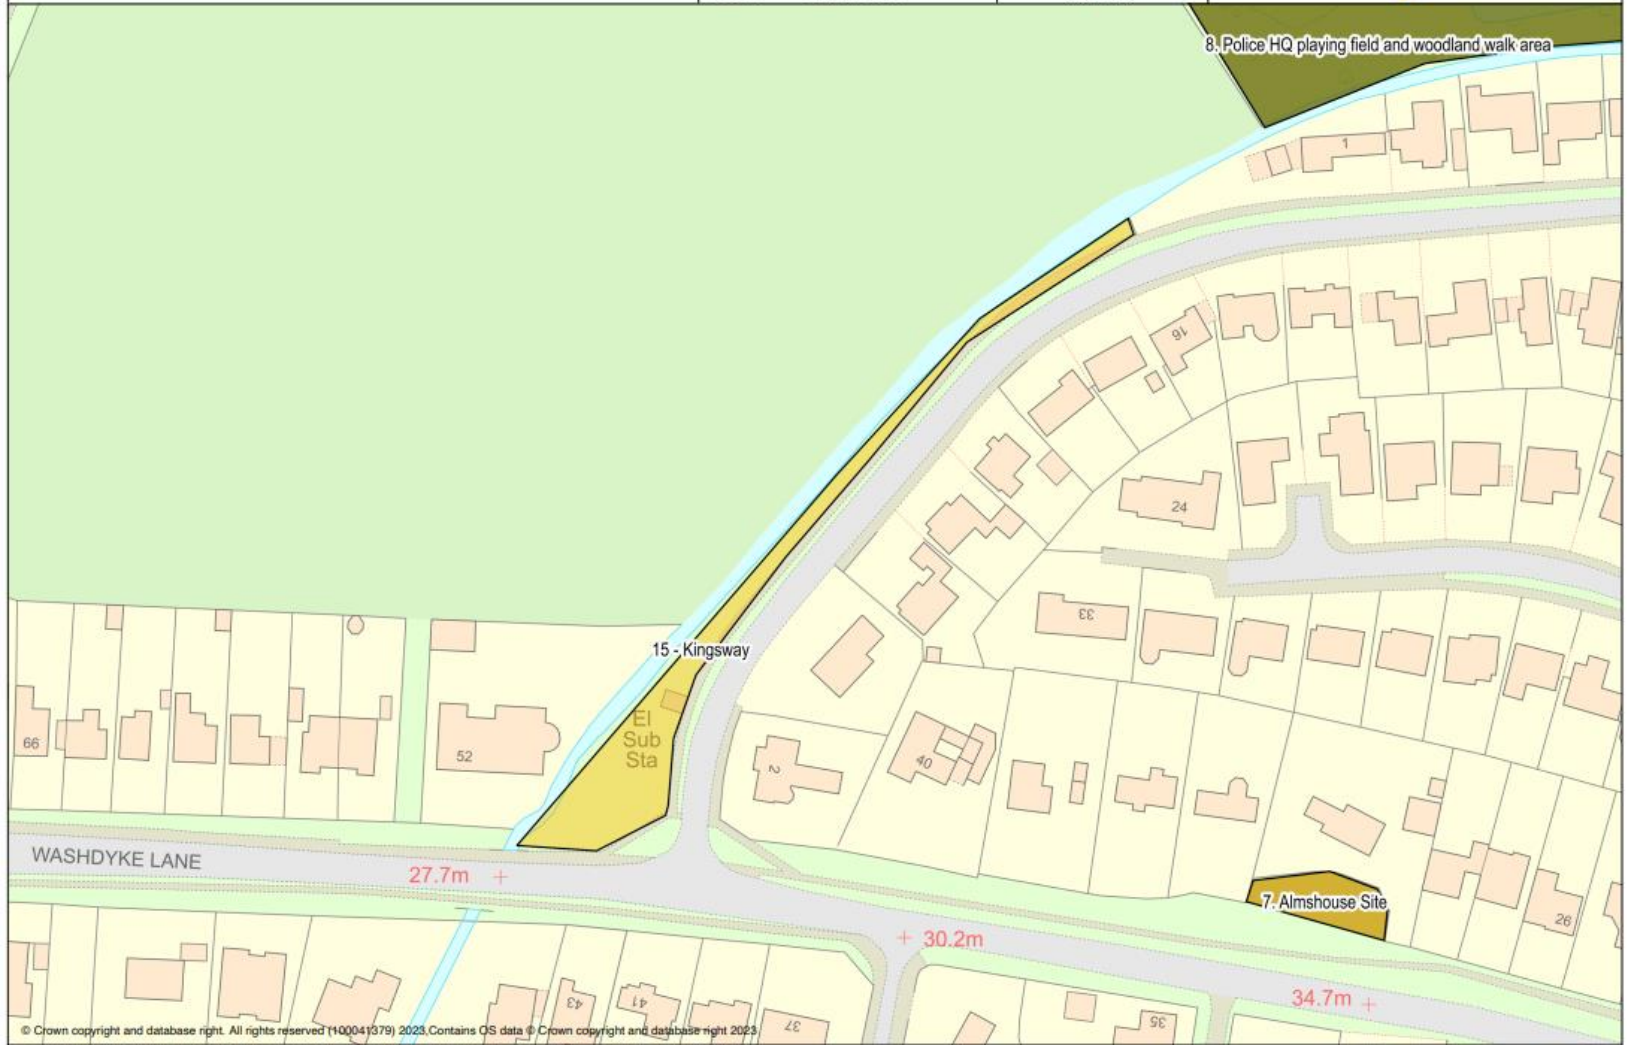 8. Police HQ playing field and woodland walk area
1
16
24
33
15 - Kingsway
El
Sub
Sta
66
52
2
40
WASHDYKE LANE
27.7m
7. Almshouse Site
26
30.2m
34.7m
43
41
37
35
© Crown copyright and database right. All rights reserved (100041379) 2023,Contains OS data © Crown copyright and database right 2023